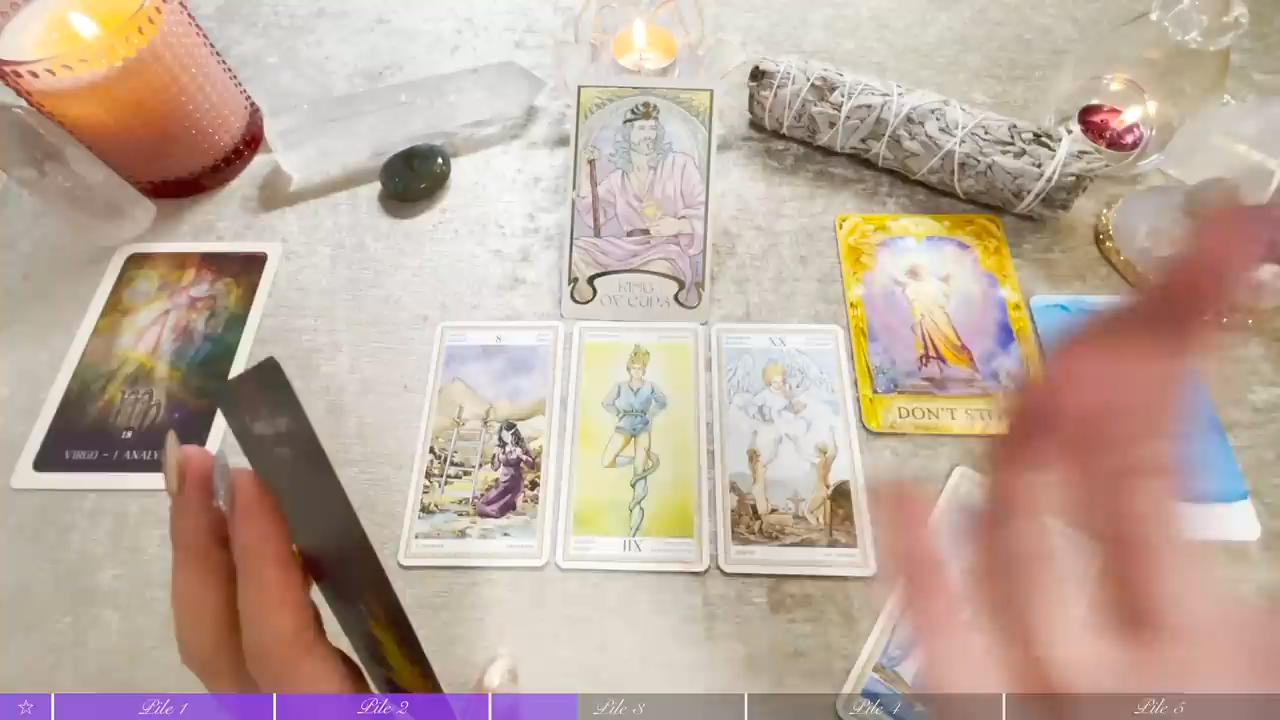 KING
OF CUPS
8
XX
XII
18
VIRGO - I ANALY
DON'T ST
☆ Pile 1 Pile 2 Pile 3 Pile 4 Pile 5